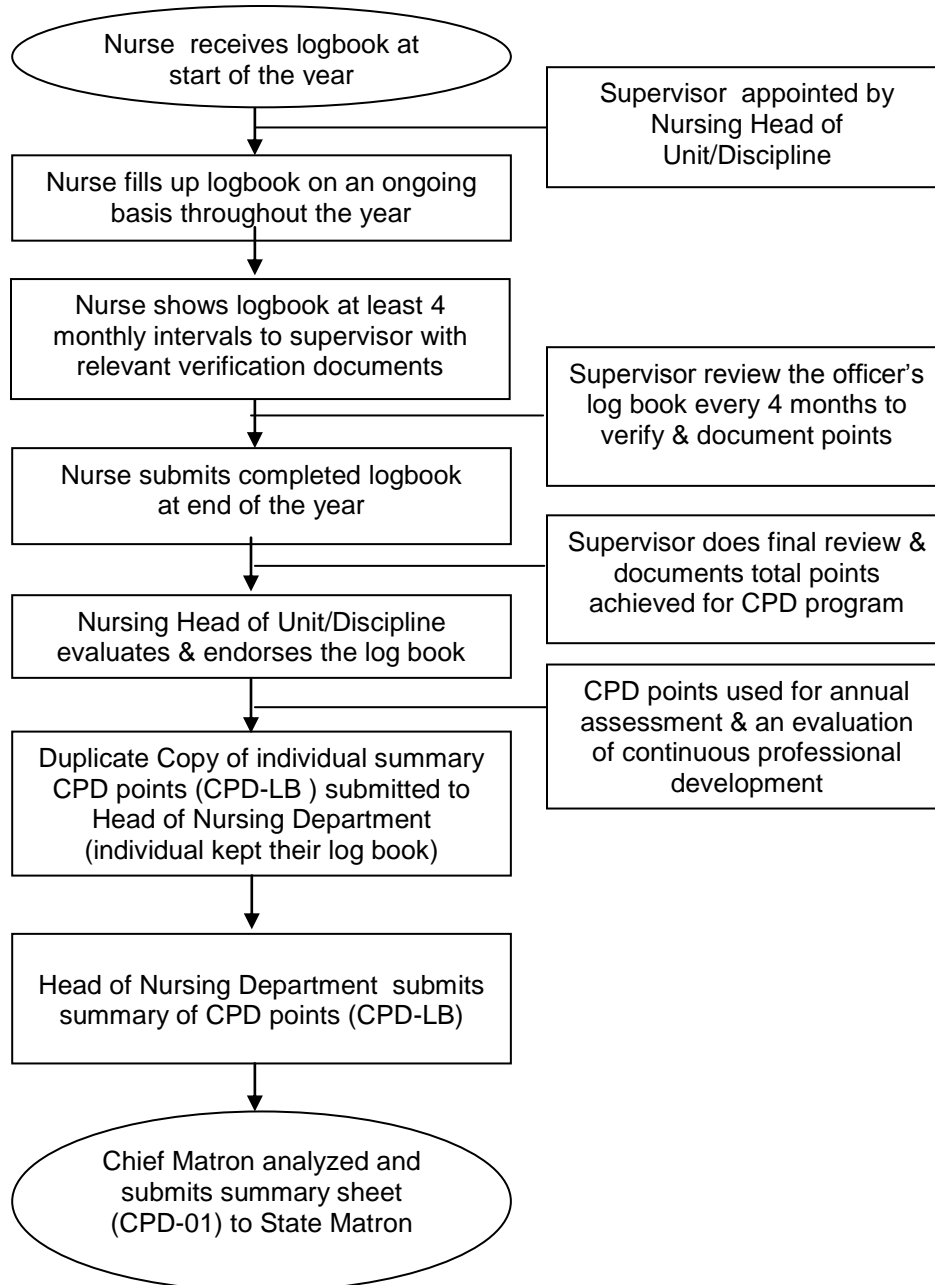 Nurse receives logbook at
start of the year
Supervisor appointed by
Nursing Head of
Unit/Discipline
Nurse fills up logbook on an ongoing
basis throughout the year
Nurse shows logbook at least 4
monthly intervals to supervisor with
relevant verification documents
Supervisor review the officer’s
log book every 4 months to
verify & document points
Nurse submits completed logbook
at end of the year
Supervisor does final review &
documents total points
achieved for CPD program
Nursing Head of Unit/Discipline
evaluates & endorses the log book
CPD points used for annual
assessment & an evaluation
of continuous professional
development
Duplicate Copy of individual summary
CPD points (CPD-LB ) submitted to
Head of Nursing Department
(individual kept their log book)
Head of Nursing Department submits
summary of CPD points (CPD-LB)
Chief Matron analyzed and
submits summary sheet
(CPD-01) to State Matron